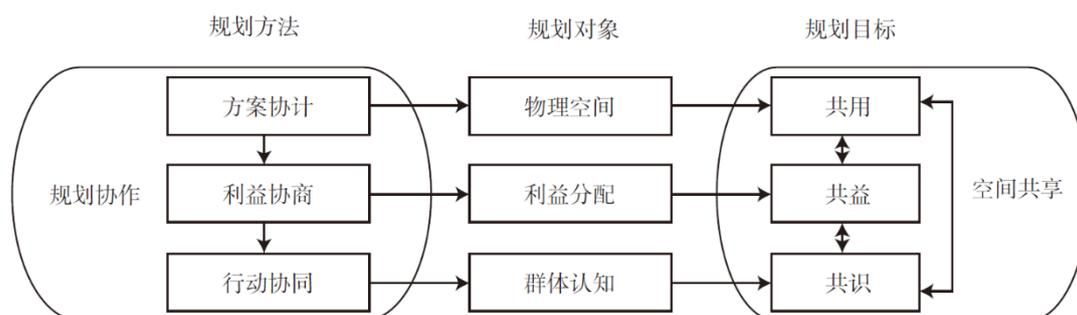 规划方法 规划对象 规划目标
方案协计 物理空间 共用
规划协作 利益协商 利益分配 共益 空间共享
行动协同 群体认知 共识